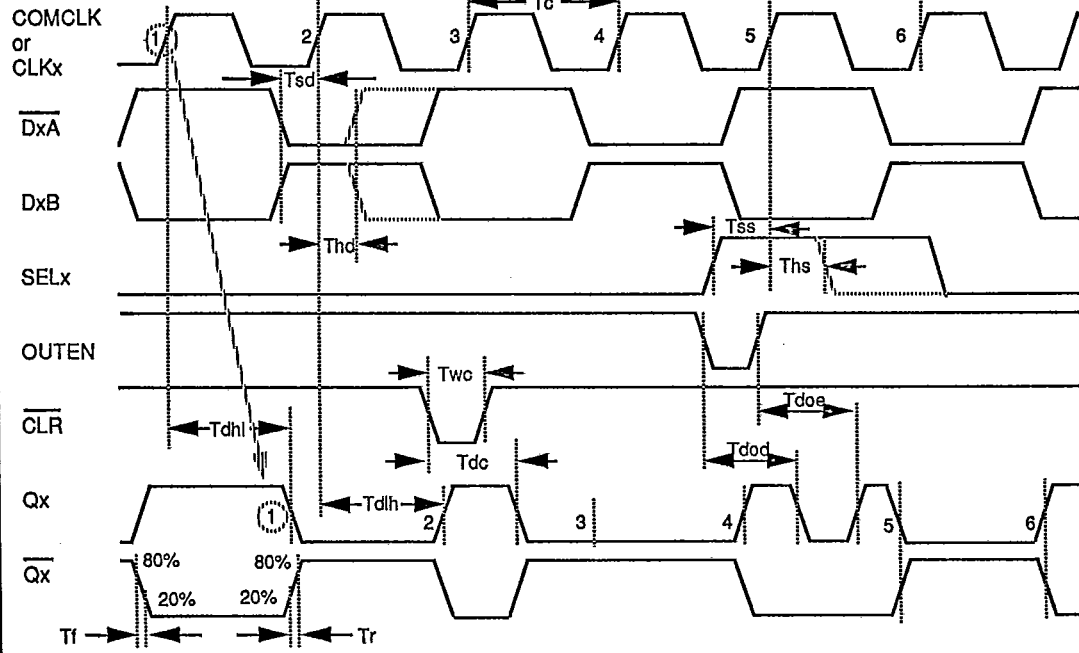 Tc
COMCLK
or
CLKx
1 2 3 4 5 6
Tsd
DxA
DxB
Thd
Tss
SELx
Ths
OUTEN
Twc
Tdoe
CLR
Tdhl
Tdc
Tdod
Qx
Tdlh
1 2 3 4 5 6
Qx
80% 80%
20% 20%
Tf Tr